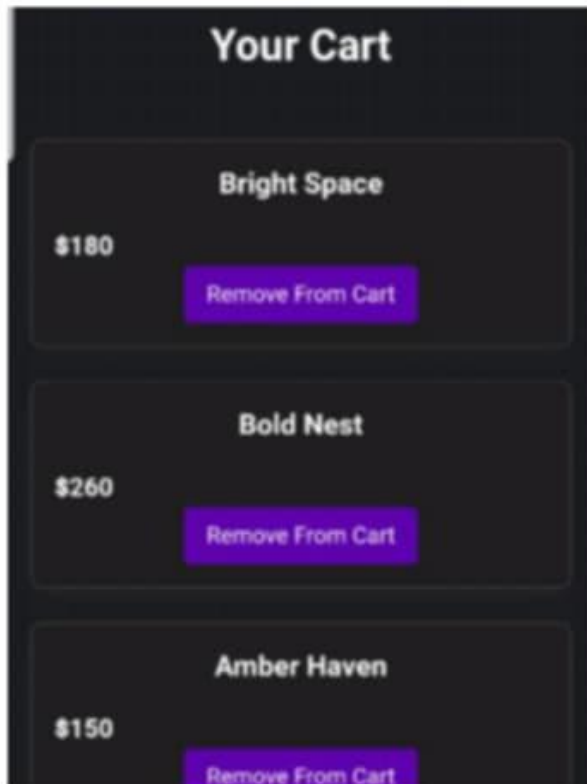 Your Cart
Bright Space
$180
Remove From Cart
Bold Nest
$260
Remove From Cart
Amber Haven
$150
Remove From Cart